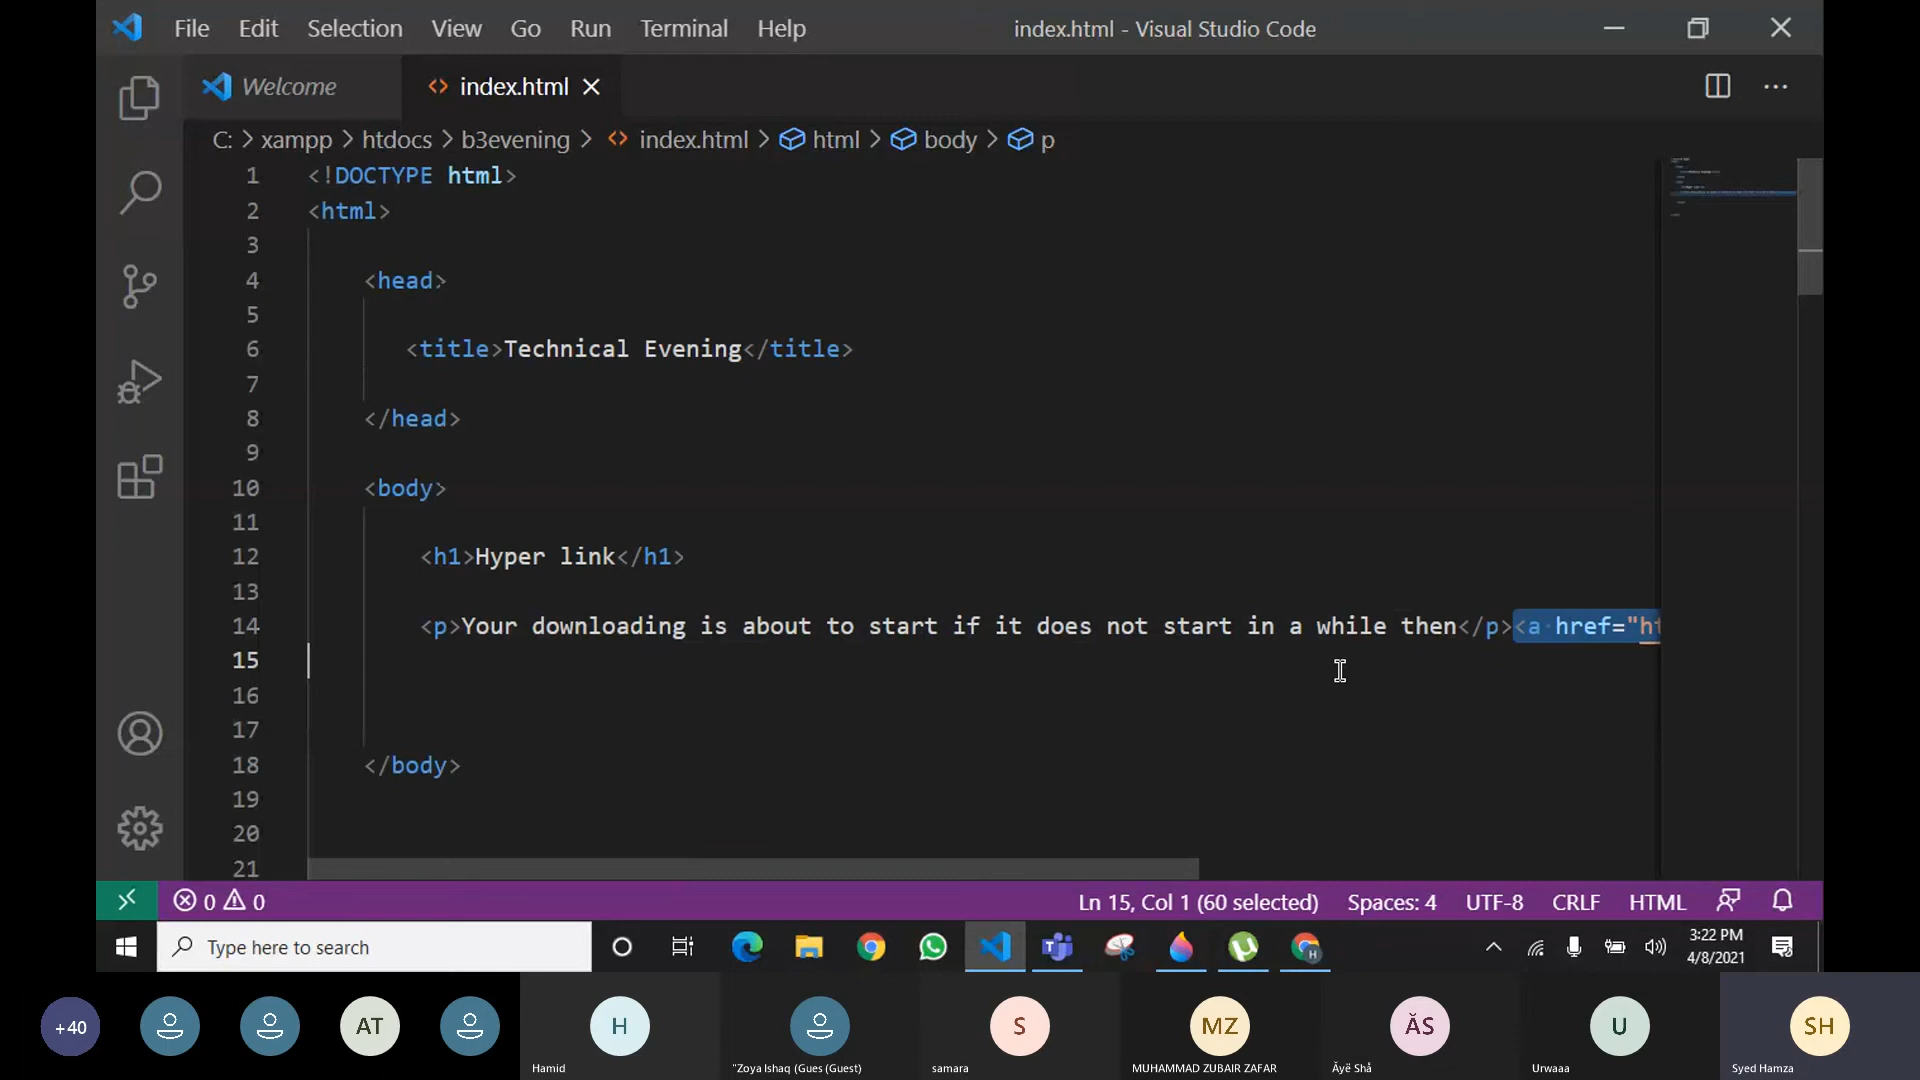 File Edit Selection View Go Run Terminal Help index.html - Visual Studio Code
Welcome index.html
C: > xampp > htdocs > b3evening > index.html > html > body > p
1 <!DOCTYPE html>
2 <html>
3
4 <head>
5
6 <title>Technical Evening</title>
7
8 </head>
9
10 <body>
11
12 <h1>Hyper link</h1>
13
14 <p>Your downloading is about to start if it does not start in a while then</p><a href="ht
15
16
17
18 </body>
19
20
21
0 0 Ln 15, Col 1 (60 selected) Spaces: 4 UTF-8 CRLF HTML
Type here to search
3:22 PM
4/8/2021
+40 AT H S MZ ĂS U SH
Hamid "Zoya Ishaq (Gues (Guest) samara MUHAMMAD ZUBAIR ZAFAR Ăyë Shå Urwaaa Syed Hamza